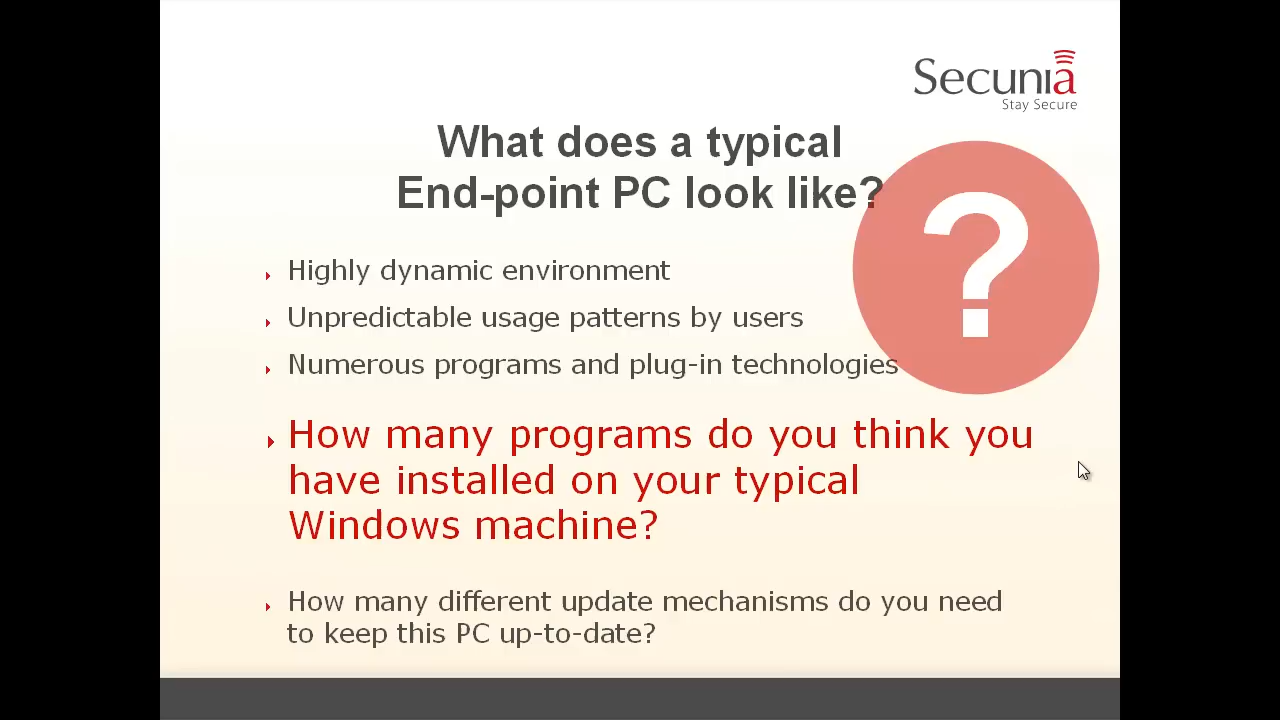 Secunia
Stay Secure
What does a typical
End-point PC look like?
?
Highly dynamic environment
Unpredictable usage patterns by users
Numerous programs and plug-in technologies
How many programs do you think you
have installed on your typical
Windows machine?
How many different update mechanisms do you need
to keep this PC up-to-date?